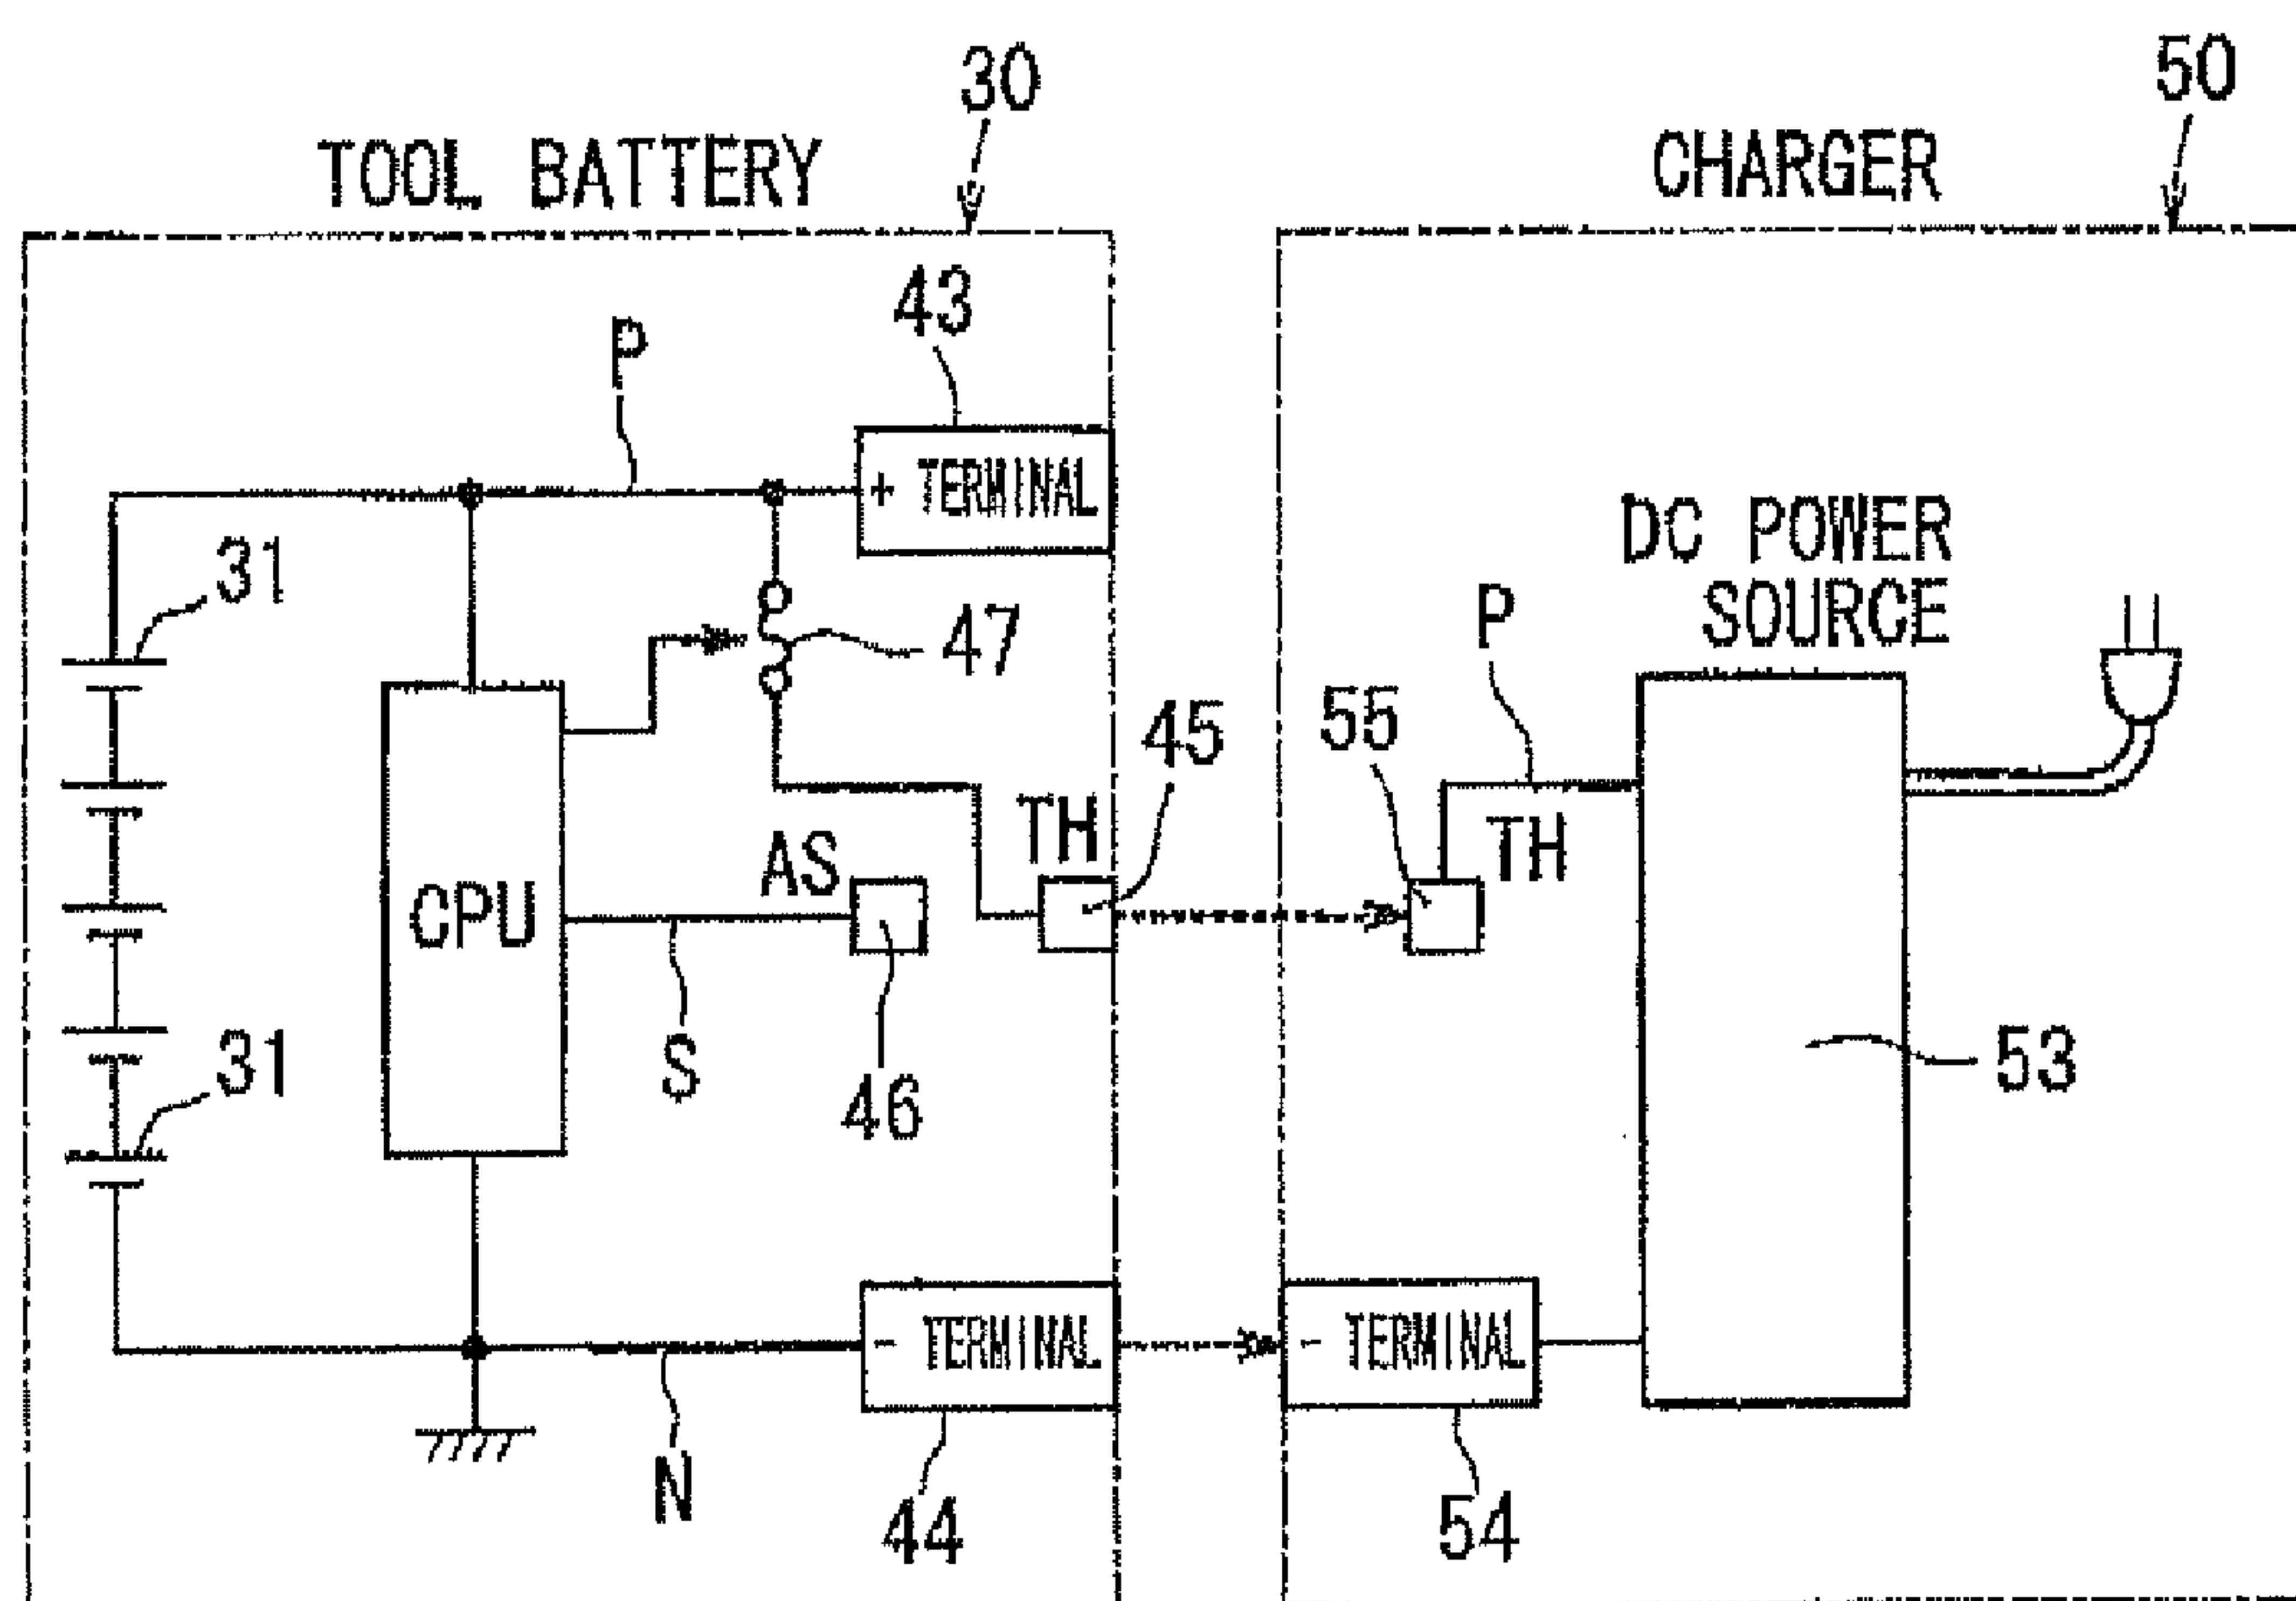 30
50
TOOL BATTERY
CHARGER
43
P
+ TERMINAL
DC POWER
SOURCE
31
47
P
45
55
TH
TH
AS
CPU
31
S
46
53
- TERMINAL
- TERMINAL
N
44
54